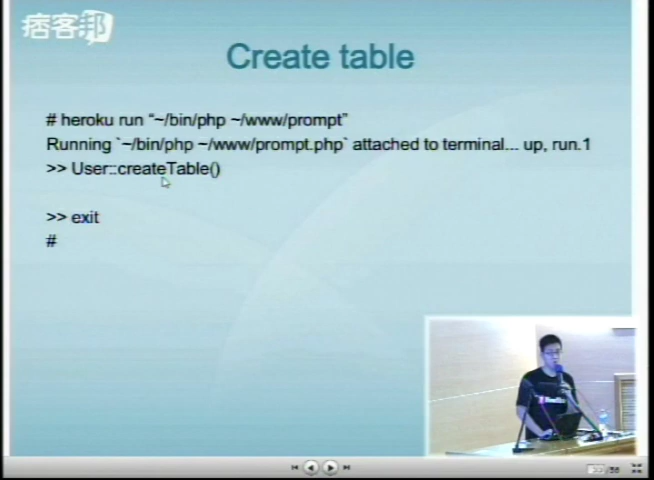 痞客邦
Create table
# heroku run “~/bin/php ~/www/prompt”
Running `~/bin/php ~/www/prompt.php` attached to terminal... up, run.1
>> User::createTable()
>> exit
#